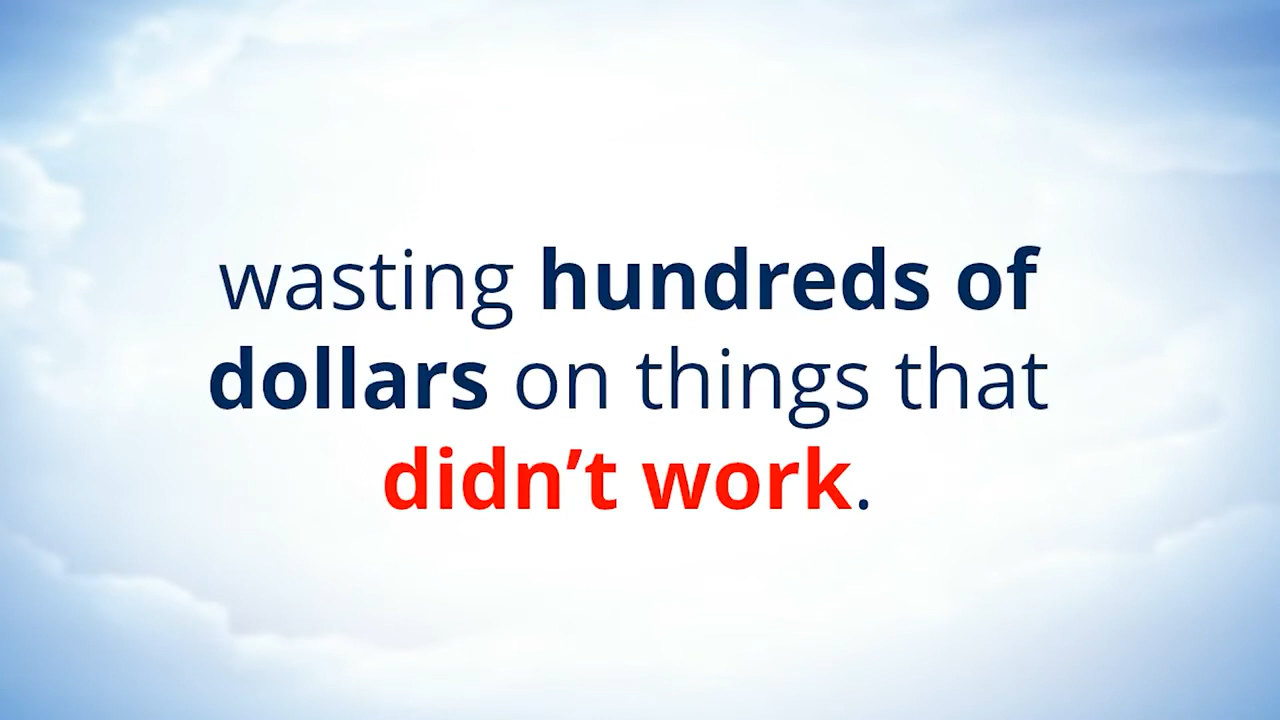 wasting hundreds of
dollars on things that
didn’t work.